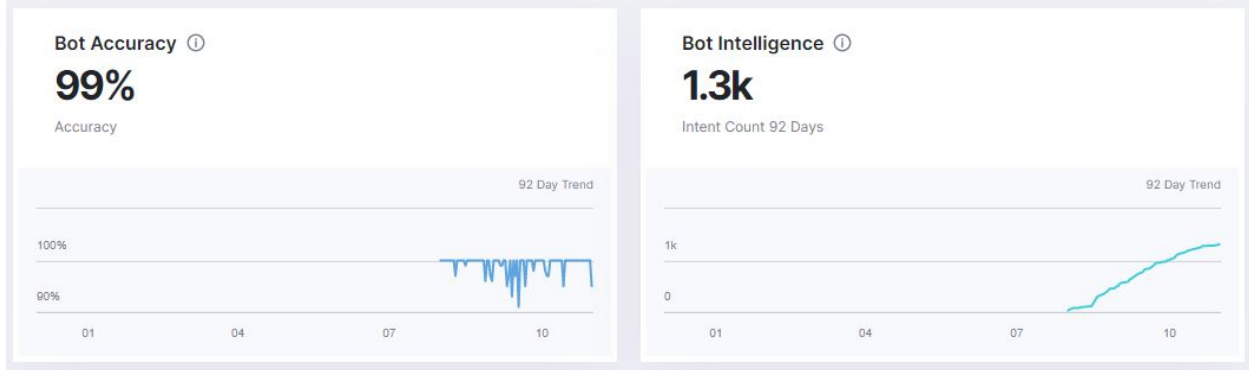 Bot Accuracy
99%
Accuracy
92 Day Trend
100%
90%
01 04 07 10
Bot Intelligence
1.3k
Intent Count 92 Days
92 Day Trend
1k
0
01 04 07 10